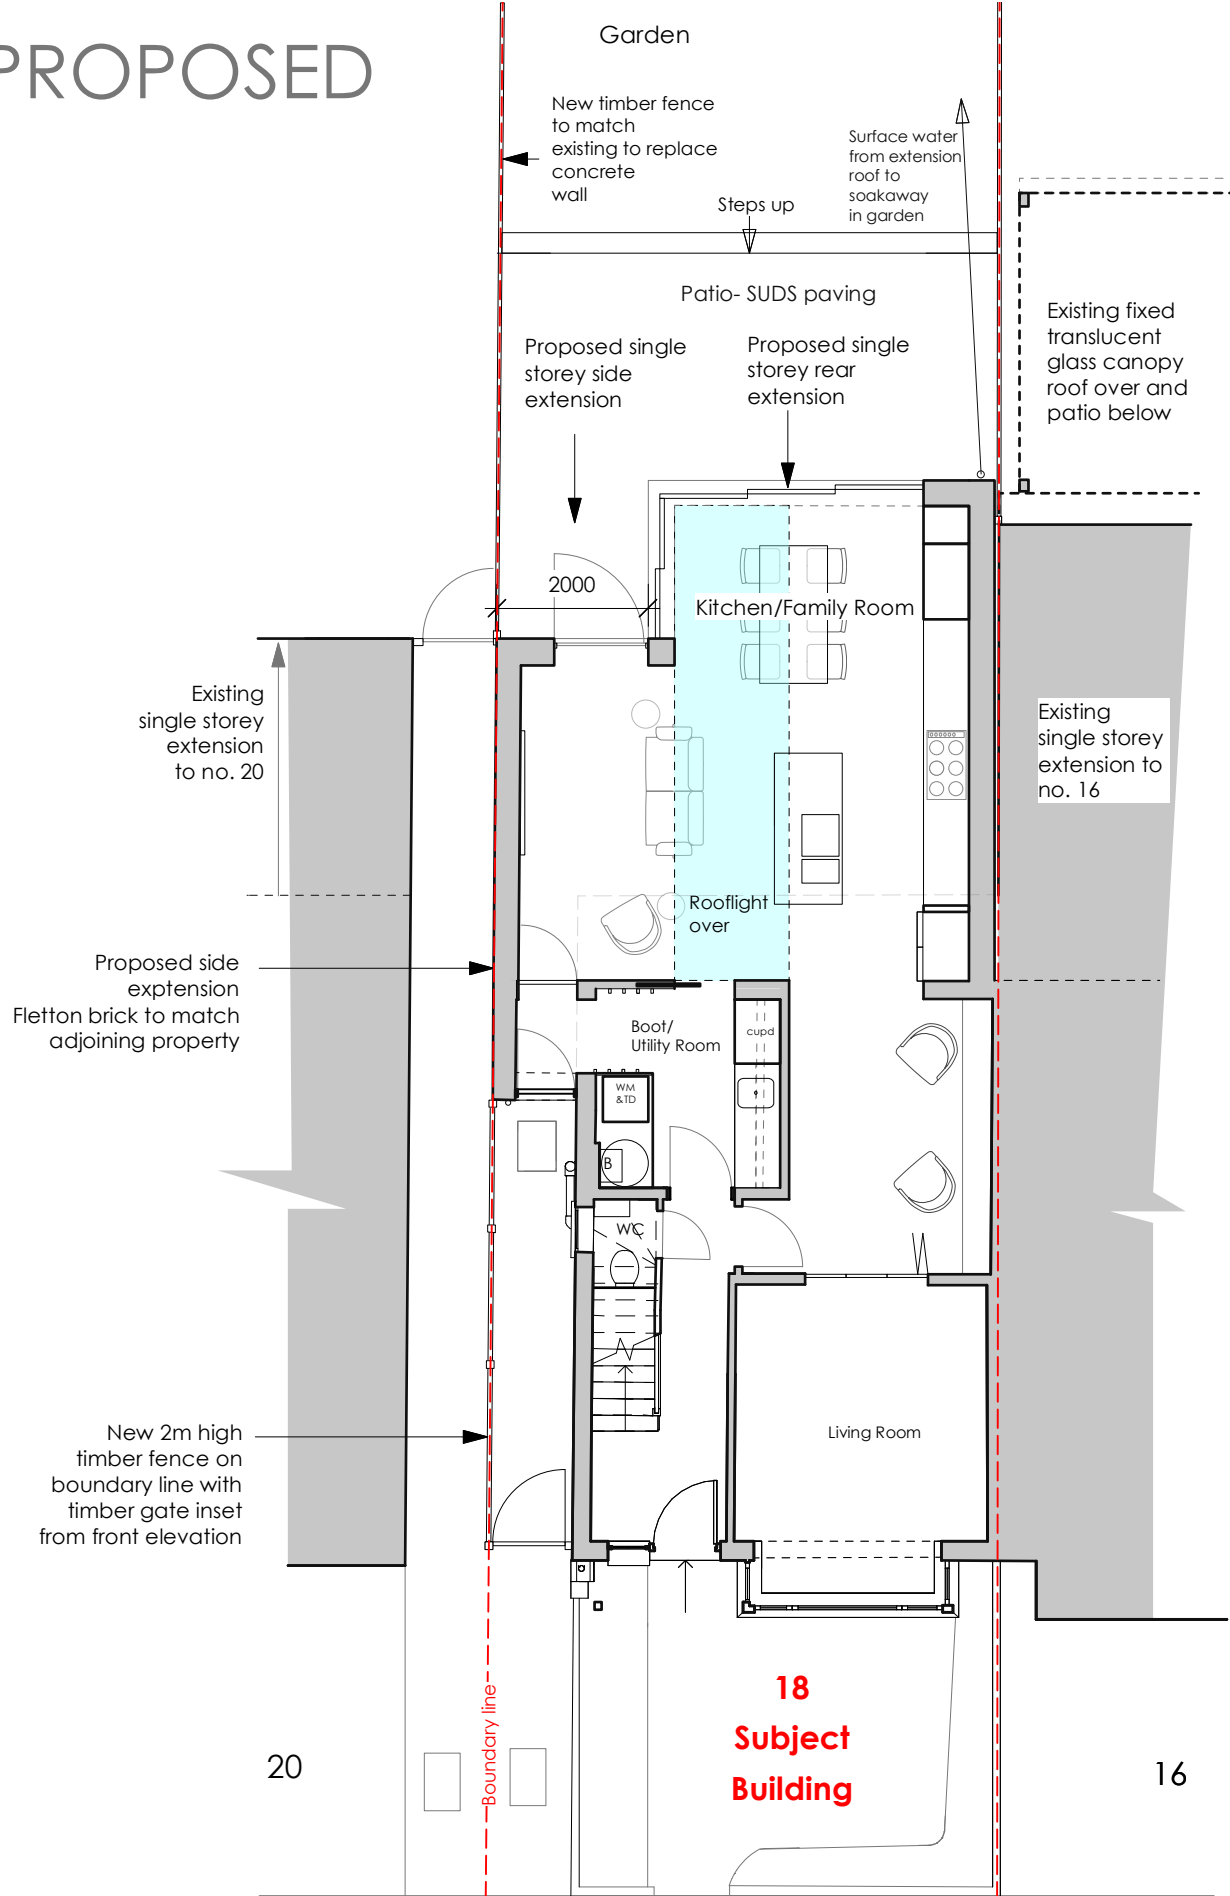 PROPOSED
Garden
New timber fence
to match
existing to replace
concrete
wall
Surface water
from extension
roof to
soakaway
in garden
Steps up
Patio- SUDS paving
Existing fixed
translucent
glass canopy
roof over and
patio below
Proposed single
storey side
extension
Proposed single
storey rear
extension
2000
Kitchen/Family Room
Existing
single storey
extension
to no. 20
Existing
single storey
extension to
no. 16
Rooflight
over
Proposed side
exptension
Fletton brick to match
adjoining property
Boot/
Utility Room
cupd
WM
&TD
B
WC
New 2m high
timber fence on
boundary line with
timber gate inset
from front elevation
Living Room
Boundary line
18
Subject
Building
20
16